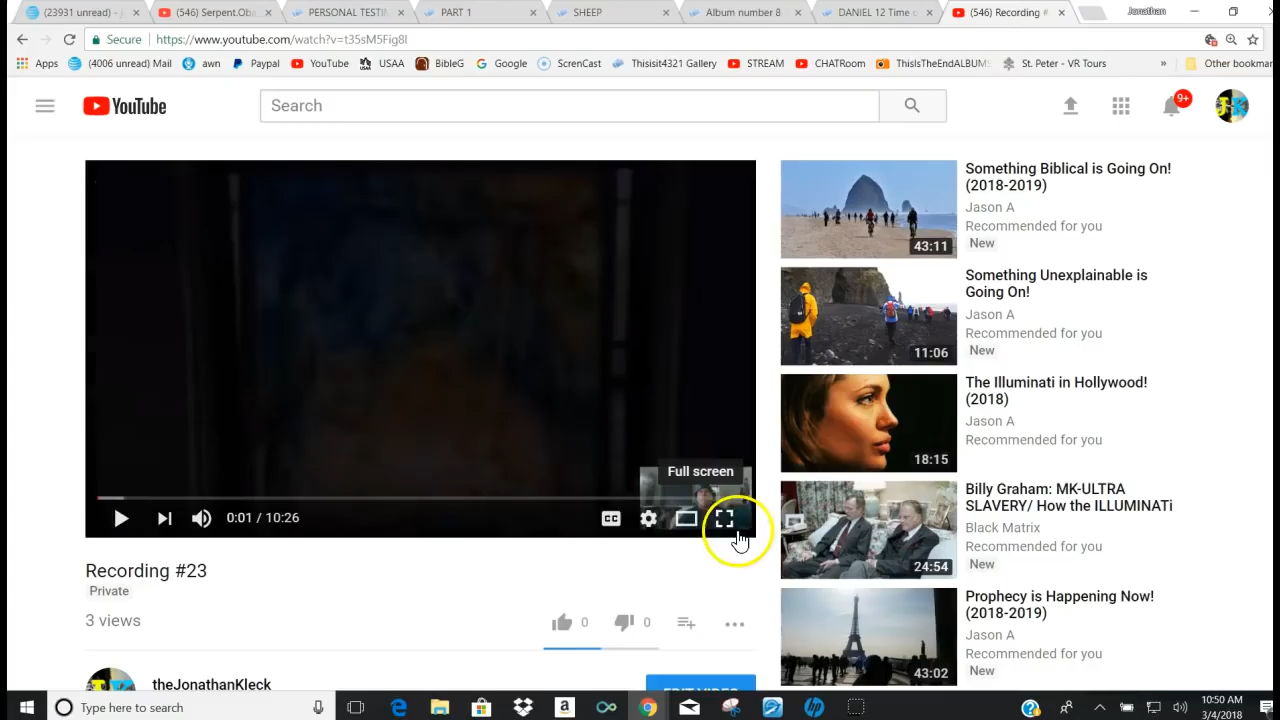 (23931 unread)
(546) Serpent.Oba
PERSONAL TESTI
PART 1
SHEEP
Album number 8
DANIEL 12 Time
(546) Recording #
Jonathan
Secure
https://www.youtube.com/watch?v=t35sM5Fig8I
Apps
(4006 unread) Mail
awn
Paypal
YouTube
USAA
BibleG
Google
ScrenCast
Thisisit4321 Gallery
STREAM
CHATRoom
ThisIsTheEndALBUM
St. Peter - VR Tours
»
Other bookmar
YouTube
Search
9+
JK
Something Biblical is Going On!
(2018-2019)
Jason A
Recommended for you
New
43:11
Something Unexplainable is
Going On!
Jason A
Recommended for you
New
11:06
The Illuminati in Hollywood!
(2018)
Jason A
Recommended for you
18:15
Billy Graham: MK-ULTRA
SLAVERY/ How the ILLUMINATi
Black Matrix
Recommended for you
New
24:54
Prophecy is Happening Now!
(2018-2019)
Jason A
Recommended for you
New
43:02
Full screen
0:01 / 10:26
CC
Recording #23
Private
3 views
0
0
theJonathanKleck
EDIT VIDEO
Type here to search
10:50 AM
3/4/2018